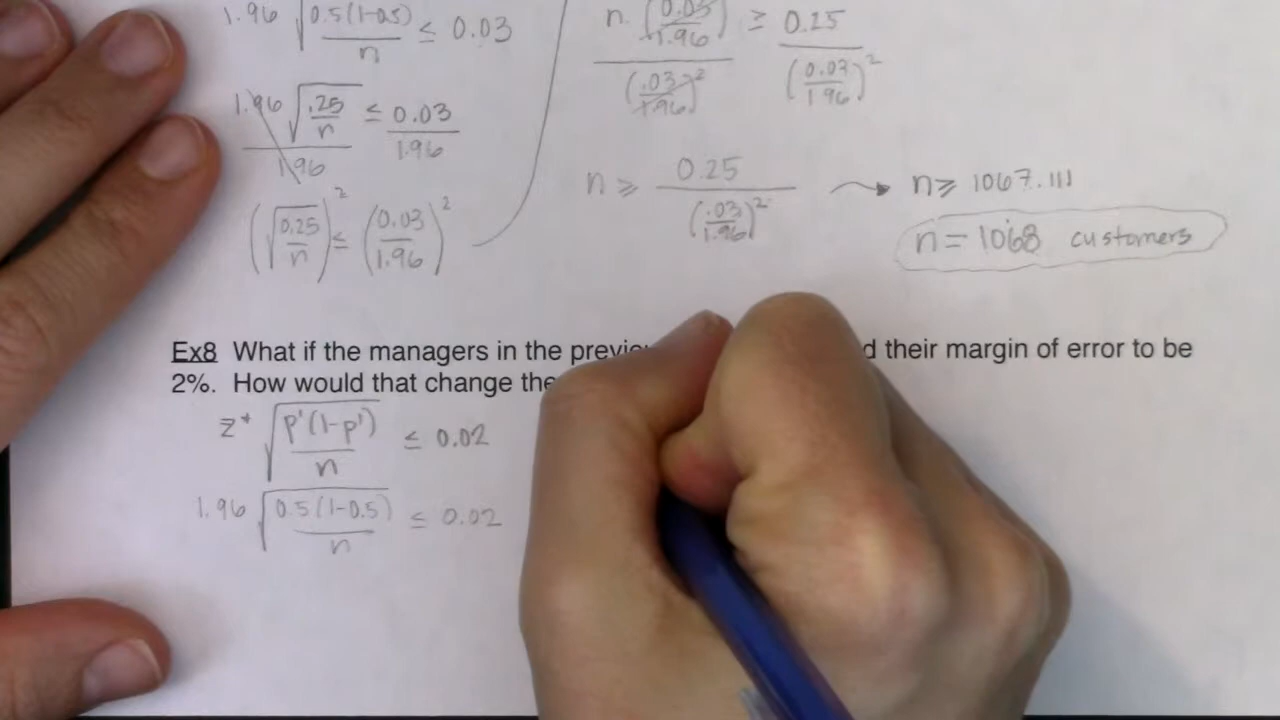 1.96 √(0.5(1-0.5)/n) ≤ 0.03
1.96 √(.25/n) / 1.96 ≤ 0.03/1.96
(√(0.25/n))² ≤ (0.03/1.96)²
n · (0.03/1.96) / (.03/1.96)² ≥ 0.25 / (0.03/1.96)²
n ≥ 0.25 / (.03/1.96)² → n ≥ 1067.111
n = 1068 customers
Ex8 What if the managers in the d their margin of error to be
2%. How would that change the
z* √(p'(1-p')/n) ≤ 0.02
1.96 √(0.5(1-0.5)/n) ≤ 0.02